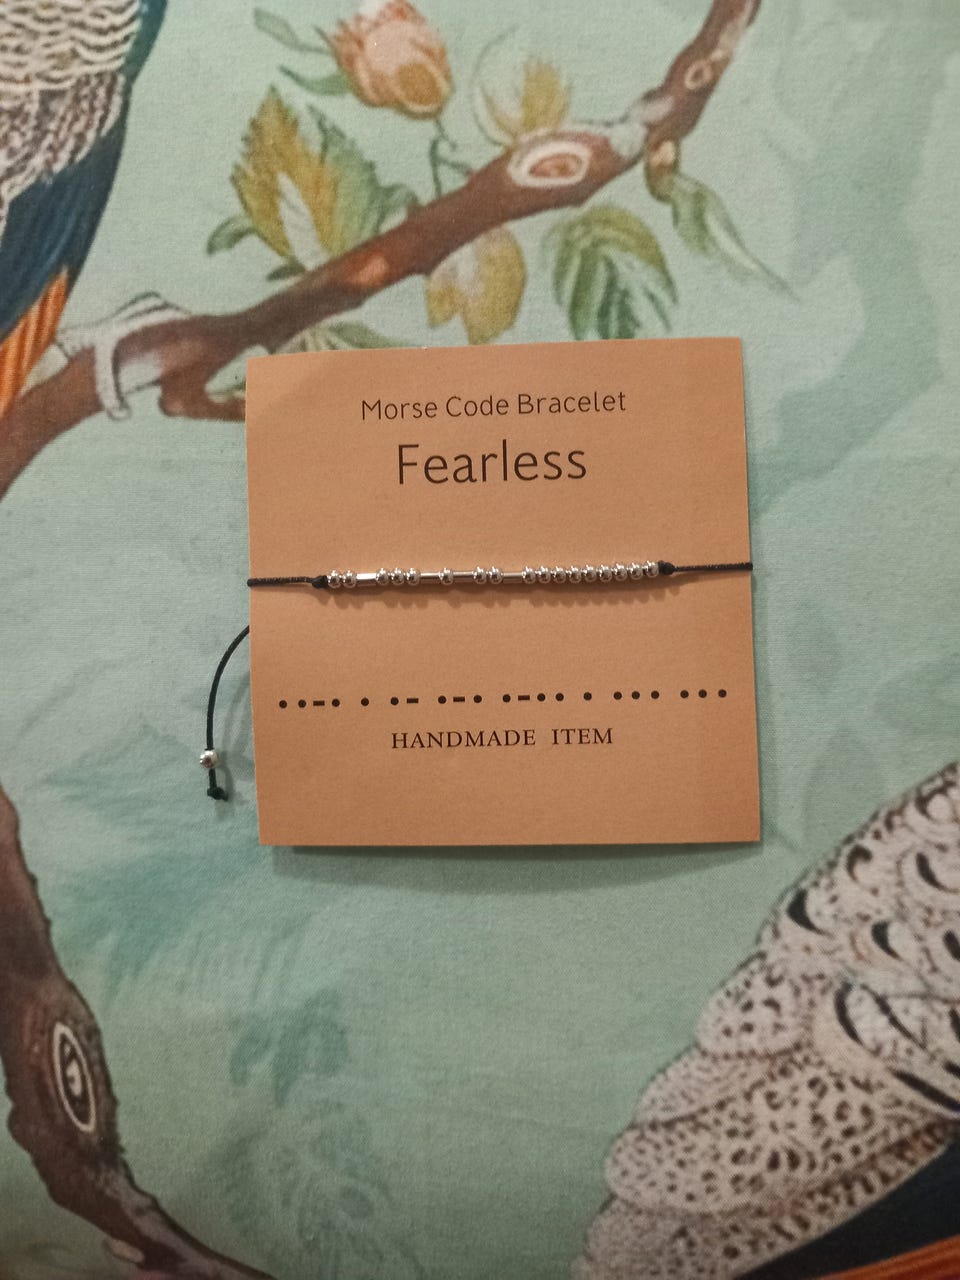 Morse Code Bracelet
Fearless
••-• • •- •-• •-•• • ••• •••
HANDMADE ITEM